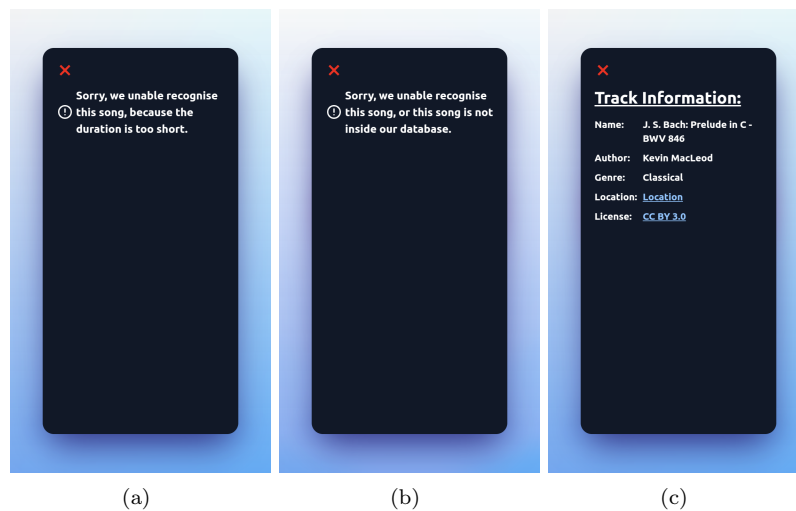 Sorry, we unable recognise
this song, because the
duration is too short.
(a)
Sorry, we unable recognise
this song, or this song is not
inside our database.
(b)
Track Information:
Name: J. S. Bach: Prelude in C -
BWV 846
Author: Kevin MacLeod
Genre: Classical
Location: Location
License: CC BY 3.0
(c)